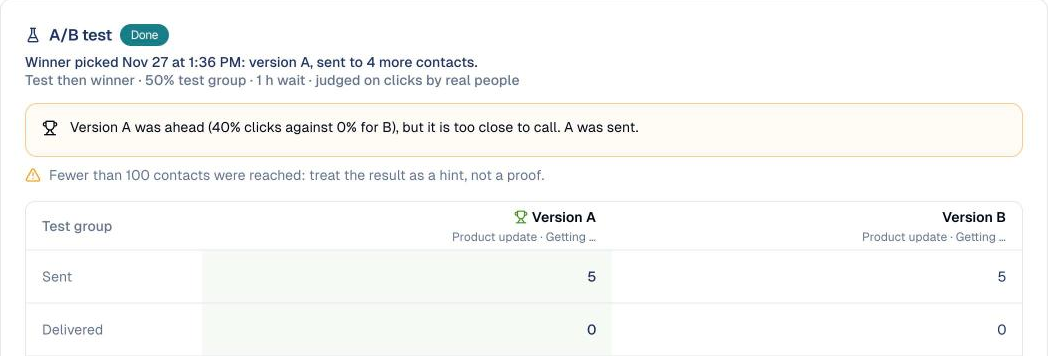 A/B test Done
Winner picked Nov 27 at 1:36 PM: version A, sent to 4 more contacts.
Test then winner · 50% test group · 1 h wait · judged on clicks by real people
Version A was ahead (40% clicks against 0% for B), but it is too close to call. A was sent.
Fewer than 100 contacts were reached: treat the result as a hint, not a proof.
Test group Version A Version B
Product update · Getting … Product update · Getting …
Sent 5 5
Delivered 0 0